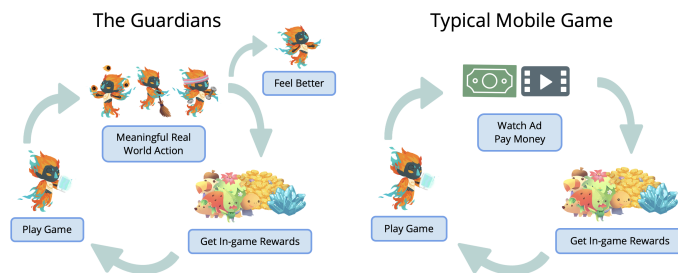 The Guardians
Feel Better
Meaningful Real
World Action
Play Game
Get In-game Rewards
Typical Mobile Game
Watch Ad
Pay Money
Play Game
Get In-game Rewards